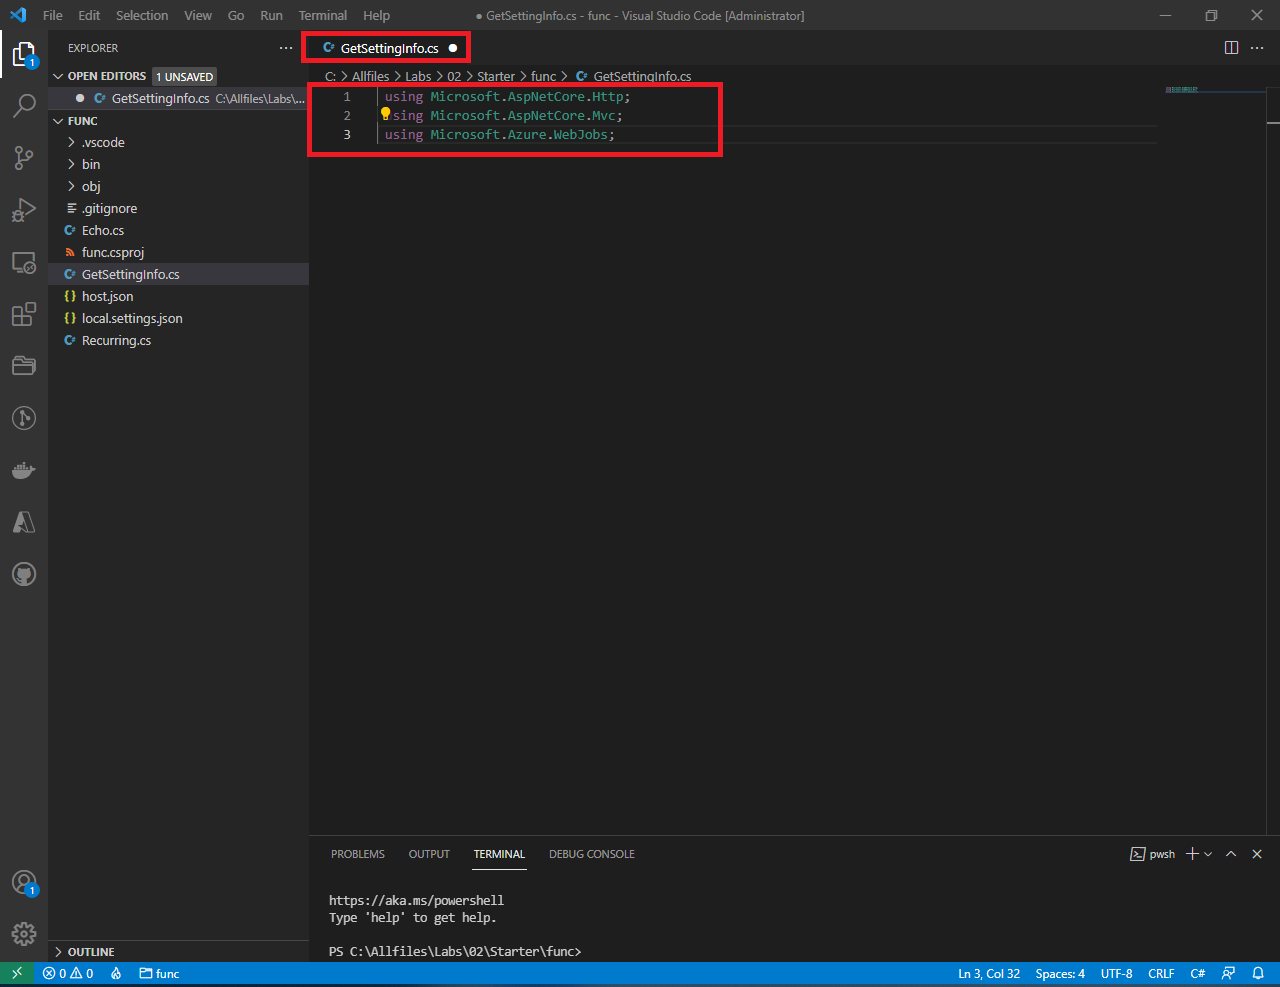 File Edit Selection View Go Run Terminal Help
● GetSettingInfo.cs - func - Visual Studio Code [Administrator]
EXPLORER
OPEN EDITORS 1 UNSAVED
GetSettingInfo.cs C:\Allfiles\Labs\...
FUNC
.vscode
bin
obj
.gitignore
Echo.cs
func.csproj
GetSettingInfo.cs
host.json
local.settings.json
Recurring.cs
OUTLINE
GetSettingInfo.cs
C: > Allfiles > Labs > 02 > Starter > func > GetSettingInfo.cs
1 using Microsoft.AspNetCore.Http;
2 sing Microsoft.AspNetCore.Mvc;
3 using Microsoft.Azure.WebJobs;
PROBLEMS OUTPUT TERMINAL DEBUG CONSOLE
pwsh
https://aka.ms/powershell
Type 'help' to get help.
PS C:\Allfiles\Labs\02\Starter\func>
1
1
0 0 func
Ln 3, Col 32 Spaces: 4 UTF-8 CRLF C#